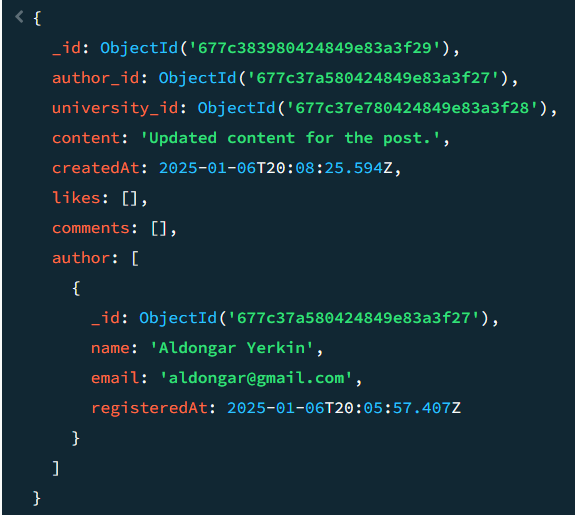 {
_id: ObjectId('677c383980424849e83a3f29'),
author_id: ObjectId('677c37a580424849e83a3f27'),
university_id: ObjectId('677c37e780424849e83a3f28'),
content: 'Updated content for the post.',
createdAt: 2025-01-06T20:08:25.594Z,
likes: [],
comments: [],
author: [
{
_id: ObjectId('677c37a580424849e83a3f27'),
name: 'Aldongar Yerkin',
email: 'aldongar@gmail.com',
registeredAt: 2025-01-06T20:05:57.407Z
}
]
}